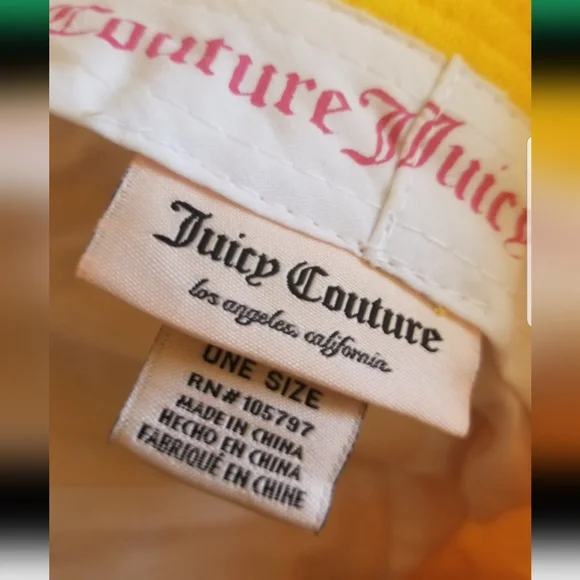 Couture Juicy
Juicy Couture
los angeles, california
ONE SIZE
RN# 105797
MADE IN CHINA
HECHO EN CHINA
FABRIQUÉ EN CHINE